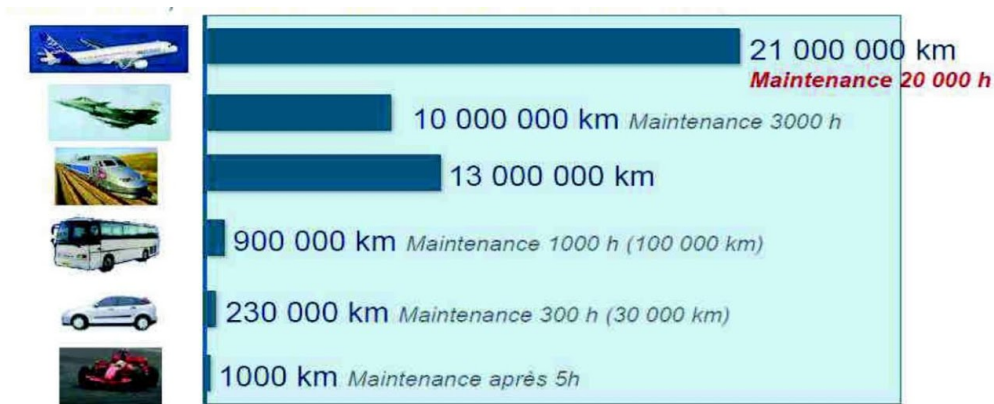 21 000 000 km
Maintenance 20 000 h
10 000 000 km Maintenance 3000 h
13 000 000 km
900 000 km Maintenance 1000 h (100 000 km)
230 000 km Maintenance 300 h (30 000 km)
1000 km Maintenance après 5h